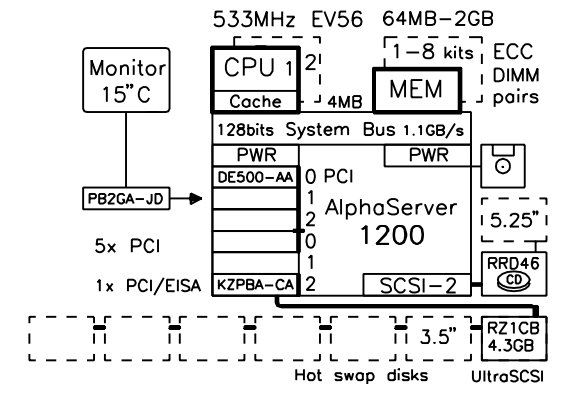 533MHz EV56 64MB-2GB
Monitor
15"C
CPU 1 2
Cache 4MB
1-8 kits
MEM
ECC
DIMM
pairs
128bits System Bus 1.1GB/s
PWR PWR
DE500-AA 0 PCI
1
2
0
1
2
PB2GA-JD
AlphaServer
1200
5.25"
5x PCI
1x PCI/EISA
KZPBA-CA
SCSI-2
RRD46
CD
3.5"
RZ1CB
4.3GB
Hot swap disks
UltraSCSI